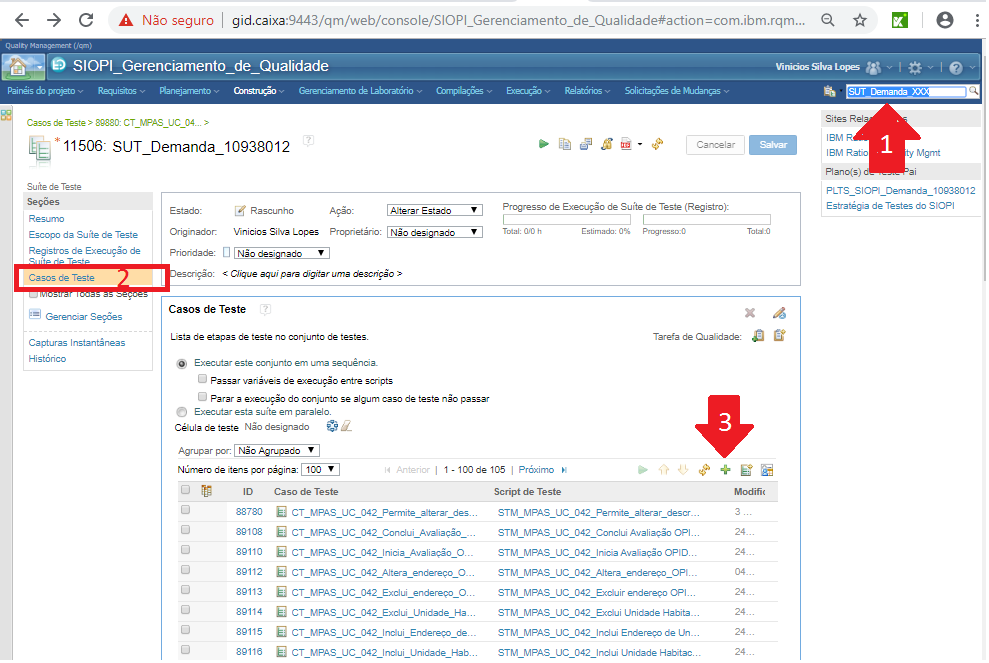 Não seguro | gid.caixa:9443/qm/web/console/SIOPI_Gerenciamento_de_Qualidade#action=com.ibm.rqm...
Quality Management (/qm)
SIOPI_Gerenciamento_de_Qualidade
Vinicios Silva Lopes
Painéis do projeto Requisitos Planejamento Construção Gerenciamento de Laboratório Compilações Execução Relatórios Solicitações de Mudanças
SUT_Demanda_XXX
Casos de Teste > 89880: CT_MPAS_UC_04... >
* 11506: SUT_Demanda_10938012 ?
Cancelar Salvar
Sites
1
IBM
IBM Mgmt
Pai
PLTS_SIOPI_Demanda_10938012
Estratégia de Testes do SIOPI
Suíte de Teste
Seções
Resumo
Escopo da Suíte de Teste
Registros de Execução de
Suíte de Teste
Casos de Teste 2
Mostrar Todas as Seções
Gerenciar Seções
Capturas Instantâneas
Histórico
Estado: Rascunho Ação: Alterar Estado
Originador: Vinicios Silva Lopes Proprietário: Não designado
Prioridade: Não designado
Descrição: < Clique aqui para digitar uma descrição >
Progresso de Execução de Suíte de Teste (Registro):
Total: 0/0 h Estimado: 0% Progresso:0 Total:0
Casos de Teste ?
Lista de etapas de teste no conjunto de testes.
Tarefa de Qualidade:
Executar este conjunto em uma sequência.
Passar variáveis de execução entre scripts
Parar a execução do conjunto se algum caso de teste não passar
Executar esta suíte em paralelo.
Célula de teste Não designado
3
Agrupar por: Não Agrupado
Número de itens por página: 100 Anterior | 1 - 100 de 105 | Próximo
ID Caso de Teste Script de Teste Modific
88780 CT_MPAS_UC_042_Permite_alterar_des... STM_MPAS_UC_042_Permite_alterar_descr... 3 ...
89108 CT_MPAS_UC_042_Conclui_Avaliação_... STM_MPAS_UC_042_Conclui Avaliação OPI... 24...
89110 CT_MPAS_UC_042_Inicia_Avaliação_O... STM_MPAS_UC_042_Inicia Avaliação OPID... 24...
89112 CT_MPAS_UC_042_Altera_endereço_O... STM_MPAS_UC_042_Altera_endereço_OPI... 04...
89113 CT_MPAS_UC_042_Exclui_endereço_O... STM_MPAS_UC_042_Excluir endereço OPI... 24...
89114 CT_MPAS_UC_042_Exclui_Unidade_Ha... STM_MPAS_UC_042_Exclui Unidade Habita... 24...
89115 CT_MPAS_UC_042_Inclui_Endereço_de... STM_MPAS_UC_042_Inclui Endereço de Un... 24...
89116 CT_MPAS_UC_042_Inclui_Unidade_Hab... STM_MPAS_UC_042_Inclui Unidade Habitac... 24...